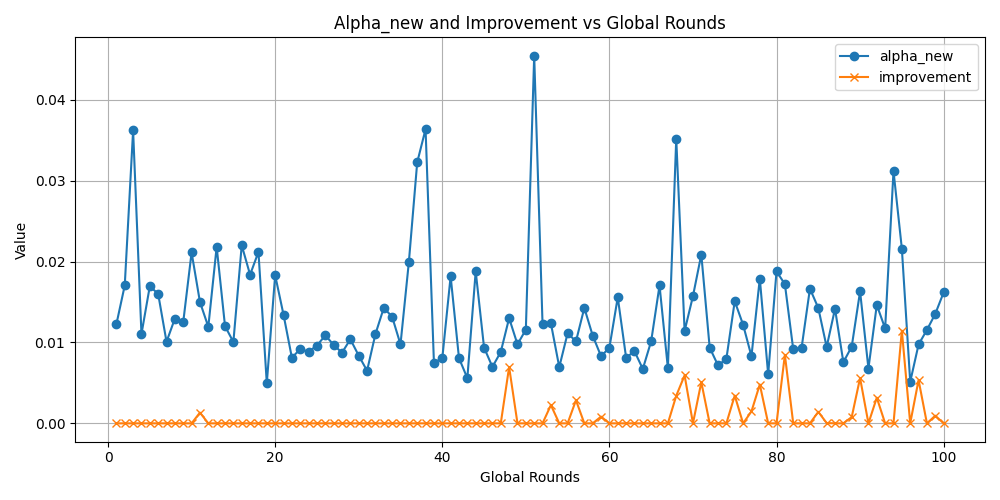 Alpha_new and Improvement vs Global Rounds
alpha_new
improvement
Value
0.04
0.03
0.02
0.01
0.00
0
20
40
60
80
100
Global Rounds